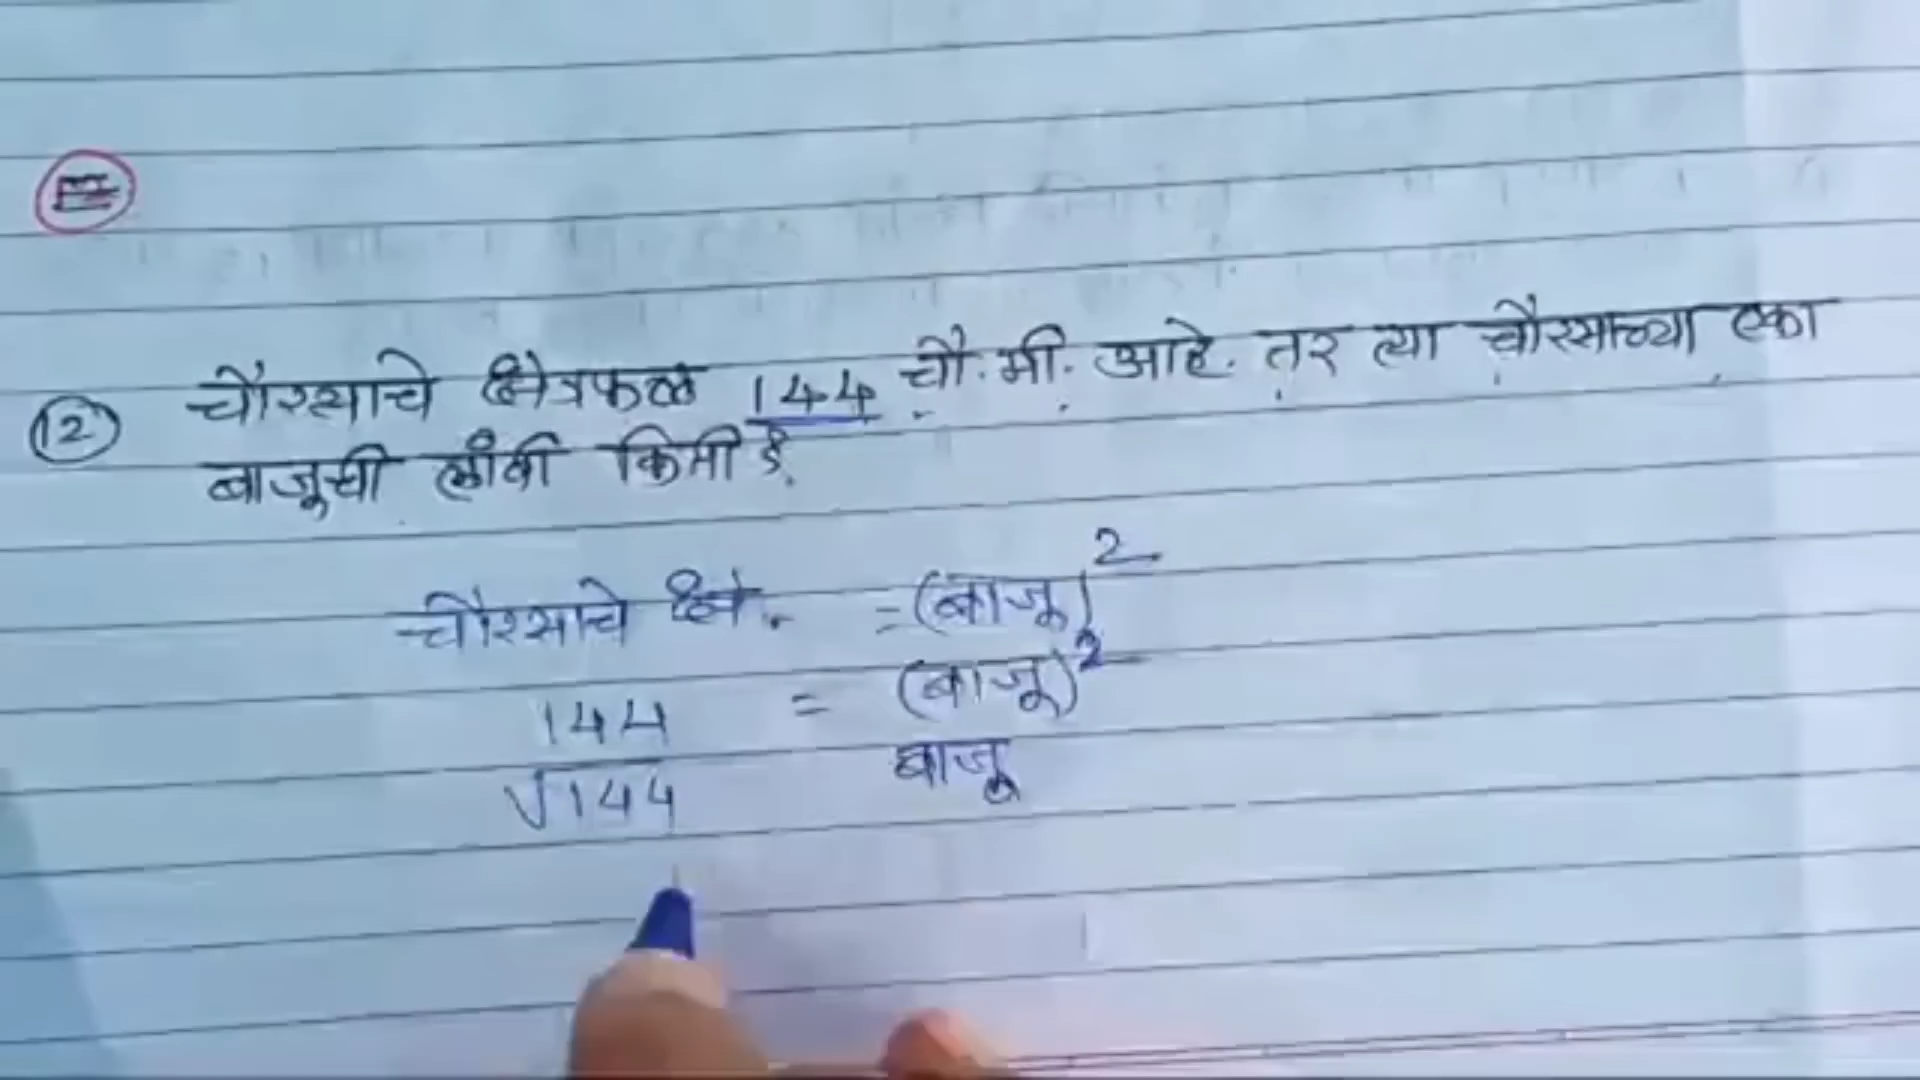 (12) चौरसाचे क्षेत्रफळ 144 चौ.मी. आहे. तर त्या चौरसाच्या एका
बाजूची लांबी किती?
चौरसाचे क्षे. = (बाजू)²
144 = (बाजू)²
√144 बाजू